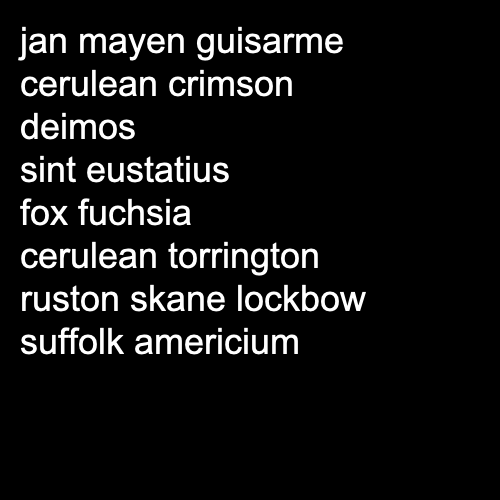 jan mayen guisarme
cerulean crimson
deimos
sint eustatius
fox fuchsia
cerulean torrington
ruston skane lockbow
suffolk americium